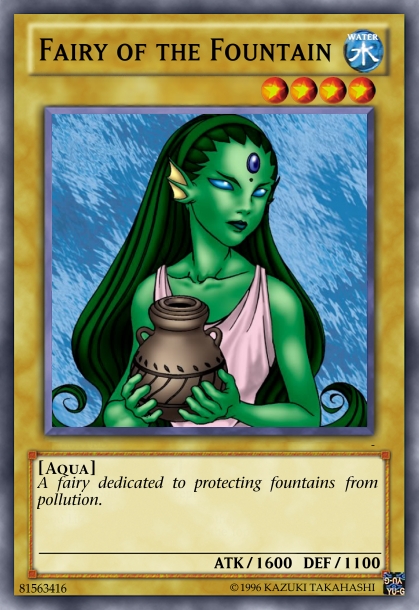 FAIRY OF THE FOUNTAIN
WATER
水
[AQUA]
A fairy dedicated to protecting fountains from
pollution.
ATK/1600 DEF/1100
81563416
©1996 KAZUKI TAKAHASHI